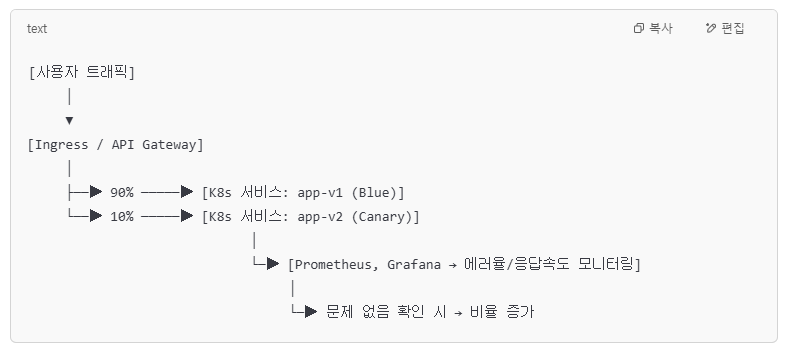 text
복사
편집
[사용자 트래픽]
│
▼
[Ingress / API Gateway]
│
├─▶ 90% ────▶ [K8s 서비스: app-v1 (Blue)]
└─▶ 10% ────▶ [K8s 서비스: app-v2 (Canary)]
│
└─▶ [Prometheus, Grafana → 에러율/응답속도 모니터링]
│
└─▶ 문제 없음 확인 시 → 비율 증가